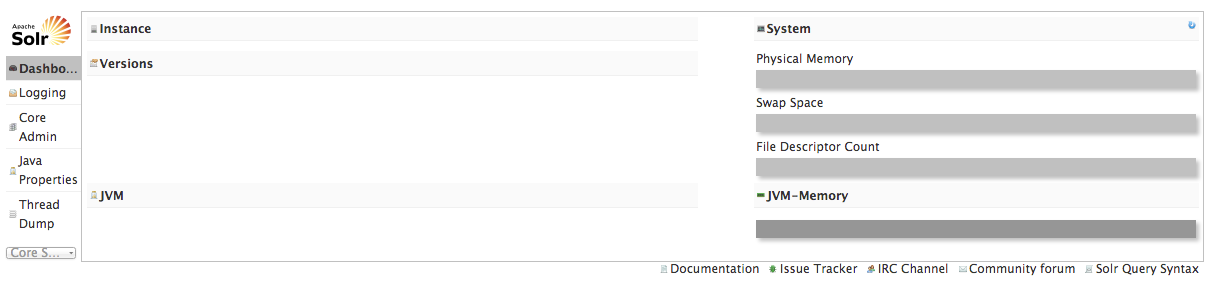 Apache
Solr
Dashbo...
Logging
Core
Admin
Java
Properties
Thread
Dump
Core S...
Instance
Versions
JVM
System
Physical Memory
Swap Space
File Descriptor Count
JVM-Memory
Documentation Issue Tracker IRC Channel Community forum Solr Query Syntax